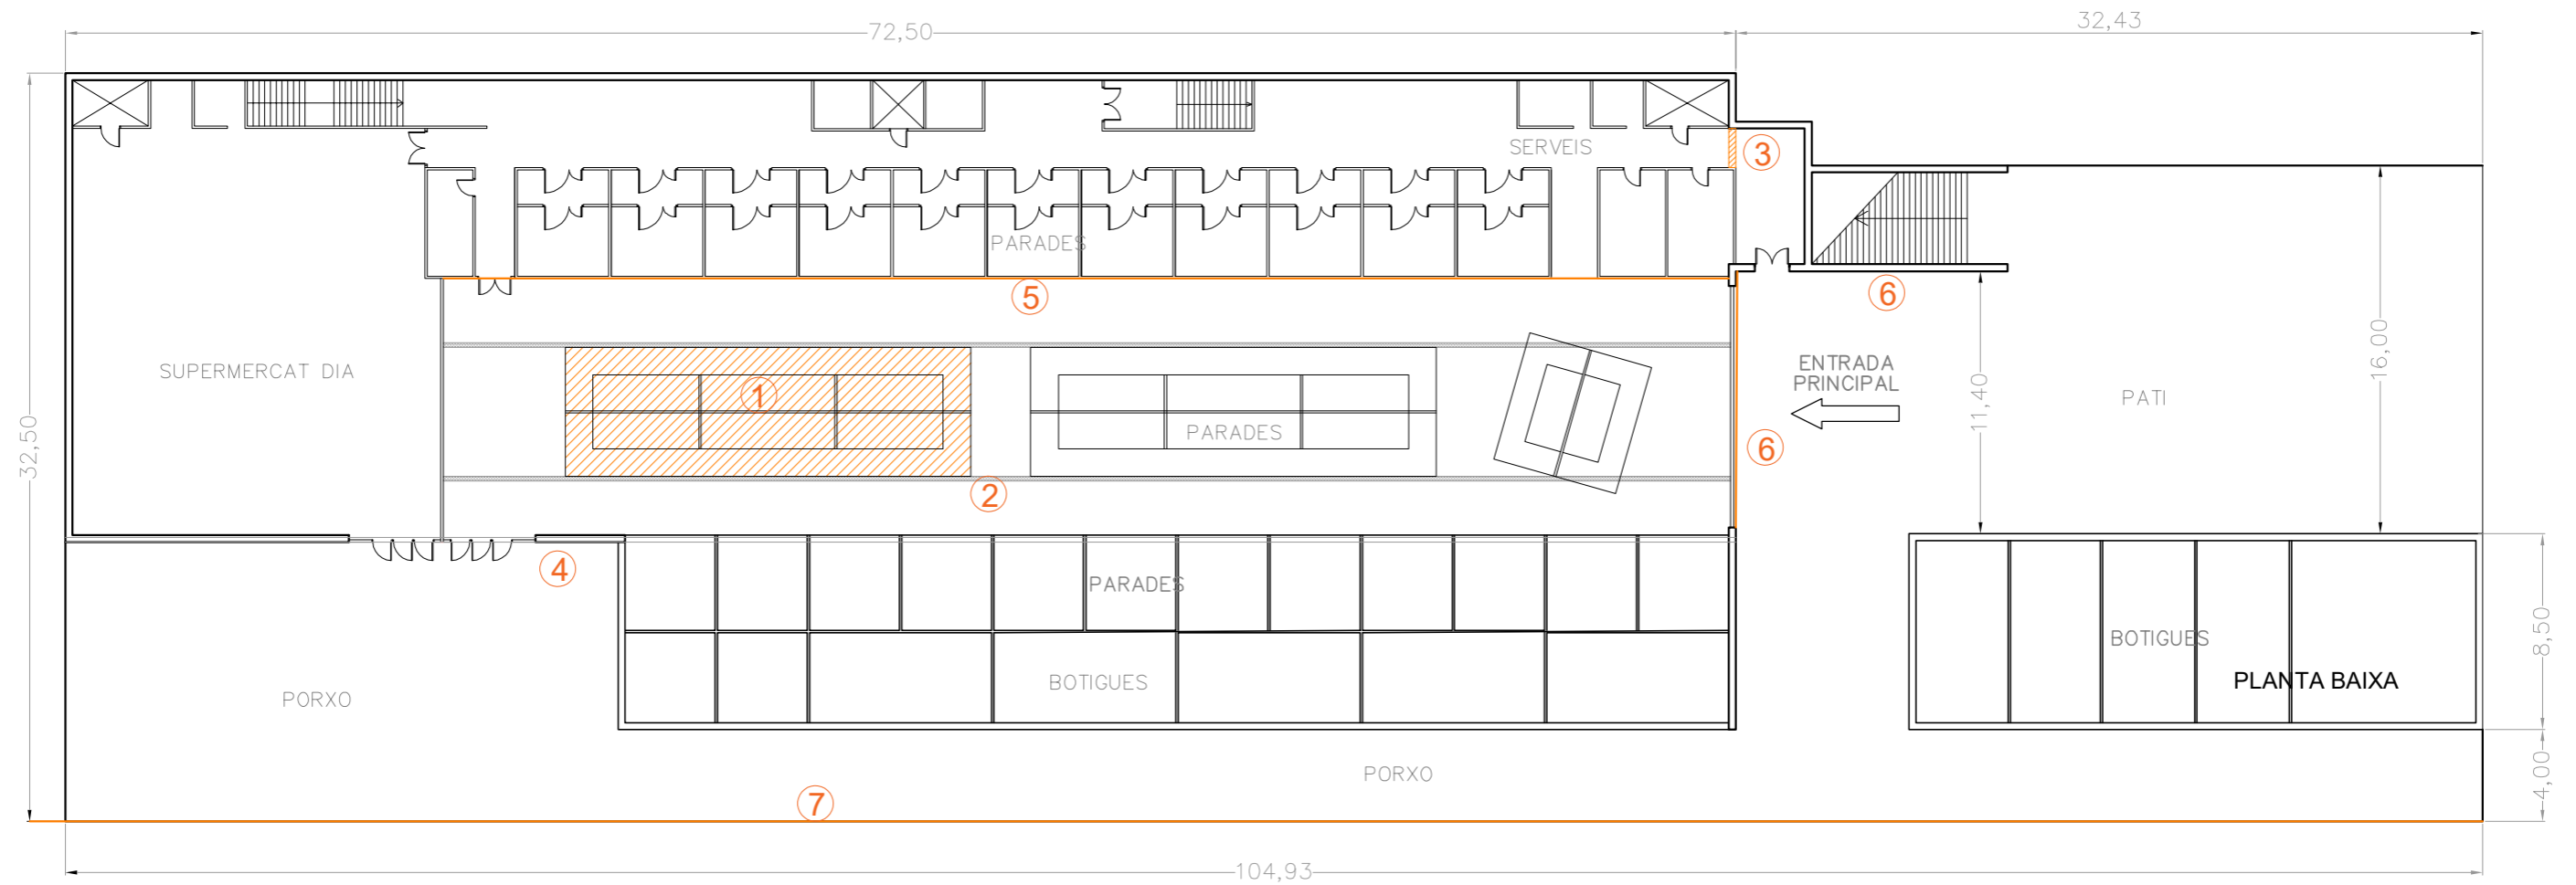 72,50
32,43
SERVEIS
3
PARADES
5
6
SUPERMERCAT DIA
1
ENTRADA
PRINCIPAL
16,00
11,40
PATI
32,50
PARADES
6
2
4
PARADES
BOTIGUES
BOTIGUES
8,50
PLANTA BAIXA
PORXO
PORXO
4,00
7
104,93